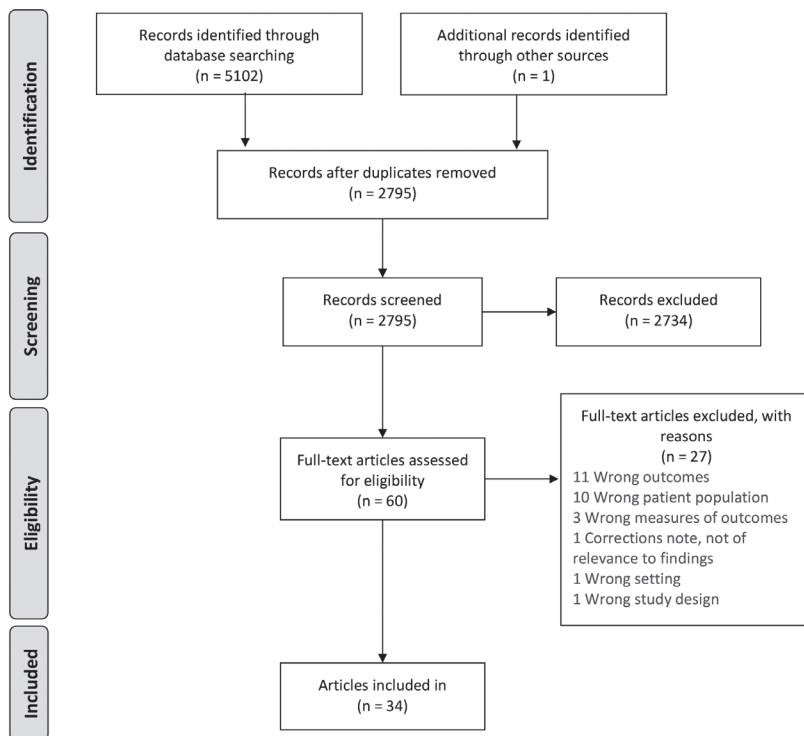 Identification
Records identified through
database searching
(n = 5102)
Additional records identified
through other sources
(n = 1)
Records after duplicates removed
(n = 2795)
Screening
Records screened
(n = 2795)
Records excluded
(n = 2734)
Eligibility
Full-text articles assessed
for eligibility
(n = 60)
Full-text articles excluded, with
reasons
(n = 27)
11 Wrong outcomes
10 Wrong patient population
3 Wrong measures of outcomes
1 Corrections note, not of
relevance to findings
1 Wrong setting
1 Wrong study design
Included
Articles included in
(n = 34)